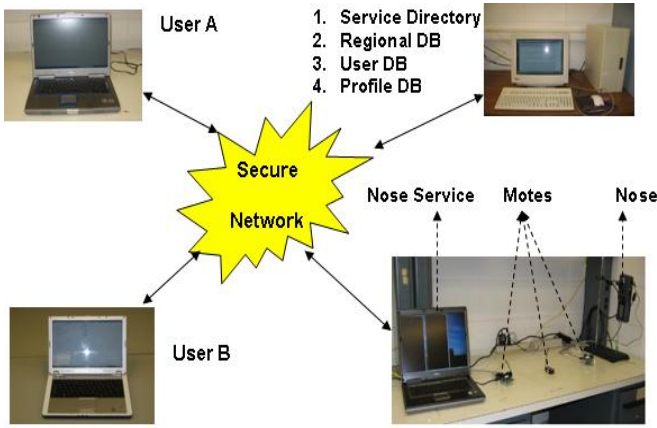 User A
1. Service Directory
2. Regional DB
3. User DB
4. Profile DB
Secure
Network
Nose Service
Motes
Nose
User B